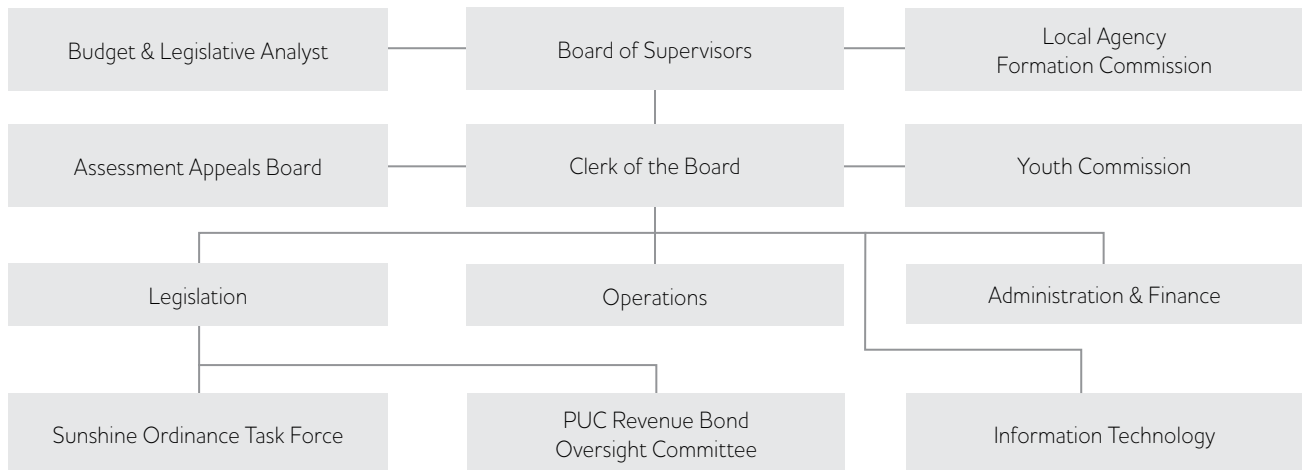 Budget & Legislative Analyst
Board of Supervisors
Local Agency
Formation Commission
Assessment Appeals Board
Clerk of the Board
Youth Commission
Legislation
Operations
Administration & Finance
Sunshine Ordinance Task Force
PUC Revenue Bond
Oversight Committee
Information Technology